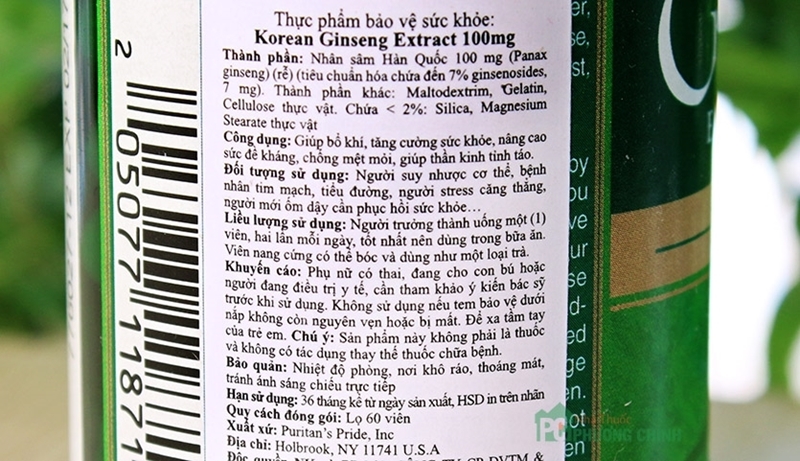 Thực phẩm bảo vệ sức khỏe:
Korean Ginseng Extract 100mg
Thành phần: Nhân sâm Hàn Quốc 100 mg (Panax
ginseng) (rễ) (tiêu chuẩn hóa chứa đến 7% ginsenosides,
7 mg). Thành phần khác: Maltodextrim, Gelatin,
Cellulose thực vật. Chứa < 2%: Silica, Magnesium
Stearate thực vật
Công dụng: Giúp bổ khí, tăng cường sức khỏe, nâng cao
sức đề kháng, chống mệt mỏi, giúp thần kinh tỉnh táo.
Đối tượng sử dụng: Người suy nhược cơ thể, bệnh
nhân tim mạch, tiểu đường, người stress căng thẳng,
người mới ốm dậy cần phục hồi sức khỏe...
Liều lượng sử dụng: Người trưởng thành uống một (1)
viên, hai lần mỗi ngày, tốt nhất nên dùng trong bữa ăn.
Viên nang cứng có thể bóc và dùng như một loại trà.
Khuyến cáo: Phụ nữ có thai, đang cho con bú hoặc
người đang điều trị y tế, cần tham khảo ý kiến bác sỹ
trước khi sử dụng. Không sử dụng nếu tem bảo vệ dưới
nắp không còn nguyên vẹn hoặc bị mất. Để xa tầm tay
của trẻ em. Chú ý: Sản phẩm này không phải là thuốc
và không có tác dụng thay thế thuốc chữa bệnh.
Bảo quản: Nhiệt độ phòng, nơi khô ráo, thoáng mát,
tránh ánh sáng chiếu trực tiếp
Hạn sử dụng: 36 tháng kể từ ngày sản xuất, HSD in trên nhãn
Quy cách đóng gói: Lọ 60 viên
Xuất xứ: Puritan's Pride, Inc
Địa chỉ: Holbrook, NY 11741 U.S.A
2
05077 11871
PHƯƠNG CHÍNH